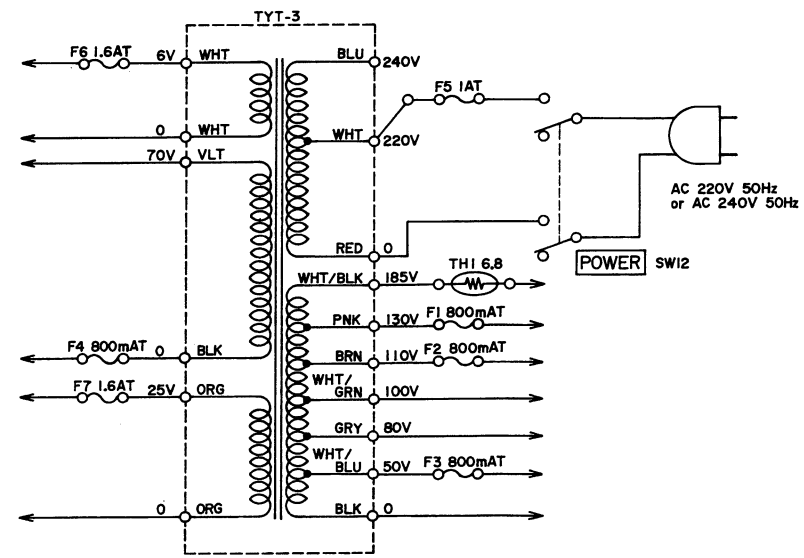 TYT-3
F6 1.6AT 6V WHT BLU 240V
F5 1AT
0 WHT WHT 220V
70V VLT
AC 220V 50Hz
or AC 240V 50Hz
RED 0
POWER SW12
WHT/BLK 185V TH1 6.8
PNK 130V F1 800mAT
F4 800mAT 0 BLK BRN 110V F2 800mAT
F7 1.6AT 25V ORG WHT/
GRN 100V
GRY 80V
WHT/
BLU 50V F3 800mAT
0 ORG BLK 0